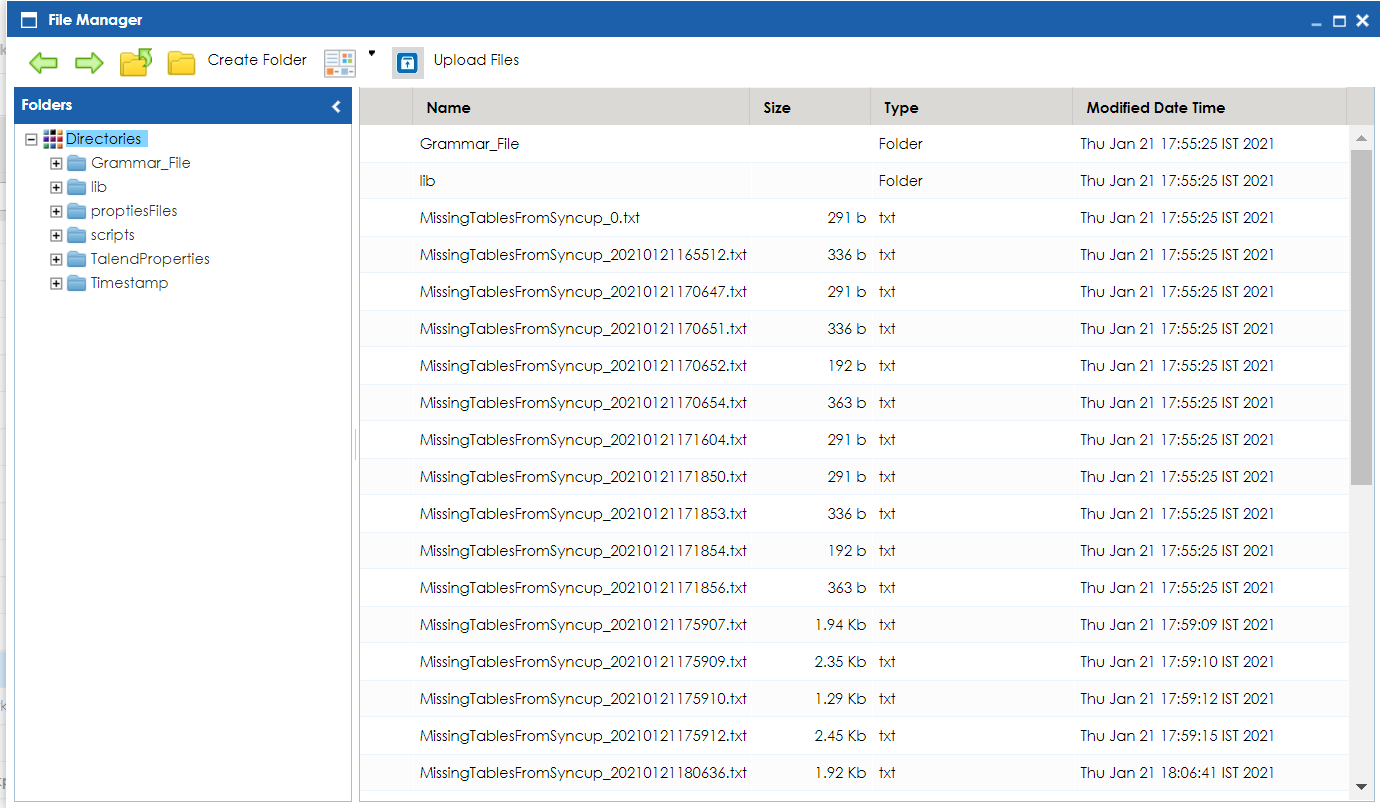 File Manager
Create Folder Upload Files
Folders
Directories
Grammar_File
lib
proptiesFiles
scripts
TalendProperties
Timestamp
Name Size Type Modified Date Time
Grammar_File Folder Thu Jan 21 17:55:25 IST 2021
lib Folder Thu Jan 21 17:55:25 IST 2021
MissingTablesFromSyncup_0.txt 291 b txt Thu Jan 21 17:55:25 IST 2021
MissingTablesFromSyncup_20210121165512.txt 336 b txt Thu Jan 21 17:55:25 IST 2021
MissingTablesFromSyncup_20210121170647.txt 291 b txt Thu Jan 21 17:55:25 IST 2021
MissingTablesFromSyncup_20210121170651.txt 336 b txt Thu Jan 21 17:55:25 IST 2021
MissingTablesFromSyncup_20210121170652.txt 192 b txt Thu Jan 21 17:55:25 IST 2021
MissingTablesFromSyncup_20210121170654.txt 363 b txt Thu Jan 21 17:55:25 IST 2021
MissingTablesFromSyncup_20210121171604.txt 291 b txt Thu Jan 21 17:55:25 IST 2021
MissingTablesFromSyncup_20210121171850.txt 291 b txt Thu Jan 21 17:55:25 IST 2021
MissingTablesFromSyncup_20210121171853.txt 336 b txt Thu Jan 21 17:55:25 IST 2021
MissingTablesFromSyncup_20210121171854.txt 192 b txt Thu Jan 21 17:55:25 IST 2021
MissingTablesFromSyncup_20210121171856.txt 363 b txt Thu Jan 21 17:55:25 IST 2021
MissingTablesFromSyncup_20210121175907.txt 1.94 Kb txt Thu Jan 21 17:59:09 IST 2021
MissingTablesFromSyncup_20210121175909.txt 2.35 Kb txt Thu Jan 21 17:59:10 IST 2021
MissingTablesFromSyncup_20210121175910.txt 1.29 Kb txt Thu Jan 21 17:59:12 IST 2021
MissingTablesFromSyncup_20210121175912.txt 2.45 Kb txt Thu Jan 21 17:59:15 IST 2021
MissingTablesFromSyncup_20210121180636.txt 1.92 Kb txt Thu Jan 21 18:06:41 IST 2021